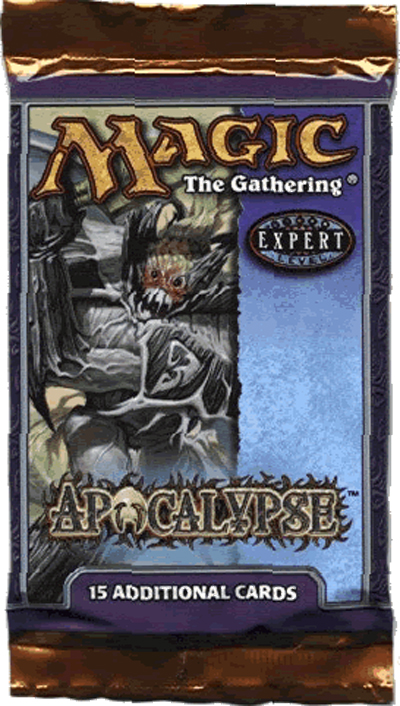 MAGIC
The Gathering®
EXPERT
LEVEL
APOCALYPSE™
15 ADDITIONAL CARDS